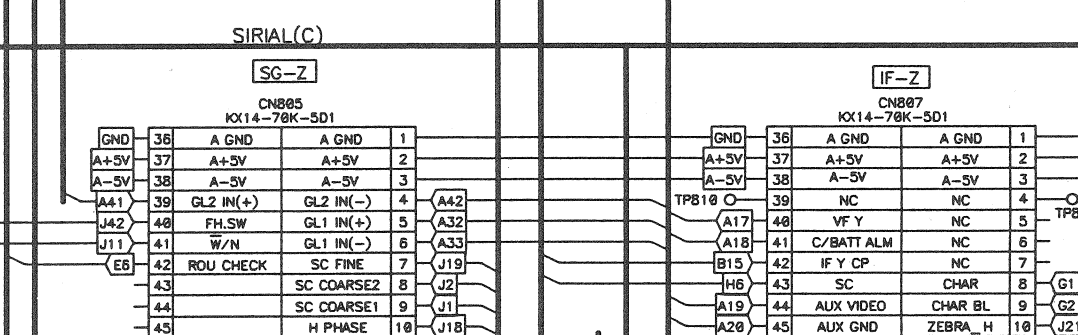 SIRIAL(C)
SG-Z
IF-Z
CN805
KX14-70K-5D1
CN807
KX14-70K-5D1
GND 36 A GND A GND 1
A+5V 37 A+5V A+5V 2
A-5V 38 A-5V A-5V 3
A41 39 GL2 IN(+) GL2 IN(-) 4 A42
J42 40 FH.SW GL1 IN(+) 5 A32
J11 41 W/N GL1 IN(-) 6 A33
E6 42 ROU CHECK SC FINE 7 J19
43 SC COARSE2 8 J2
44 SC COARSE1 9 J1
45 H PHASE 10 J18
GND 36 A GND A GND 1
A+5V 37 A+5V A+5V 2
A-5V 38 A-5V A-5V 3
TP810 39 NC NC 4
TP8
A17 40 VF Y NC 5
A18 41 C/BATT ALM NC 6
B15 42 IF Y CP NC 7
H6 43 SC CHAR 8 G1
A19 44 AUX VIDEO CHAR BL 9 G2
A20 45 AUX GND ZEBRA_H 10 J21